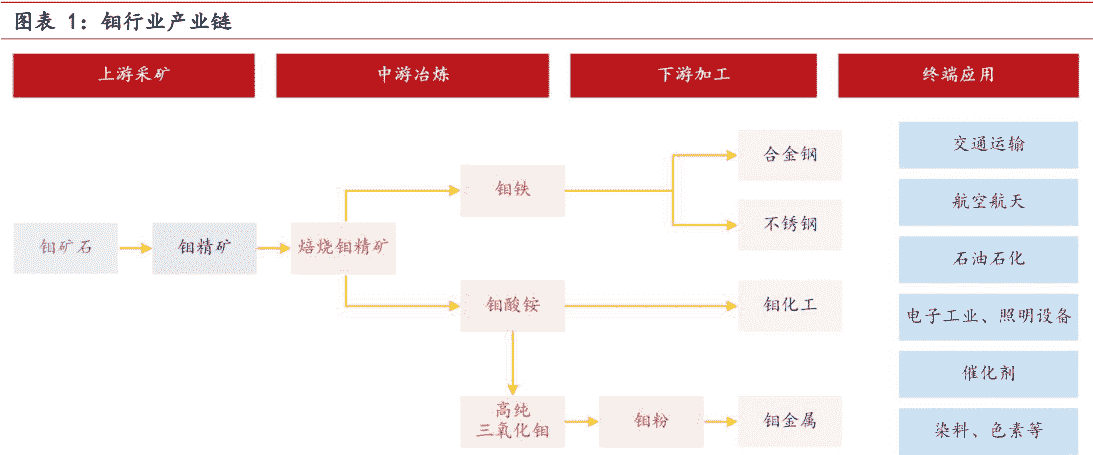 图表 1：钼行业产业链
上游采矿
中游冶炼
下游加工
终端应用
钼矿石
钼精矿
焙烧钼精矿
钼铁
钼酸铵
高纯
三氧化钼
钼粉
合金钢
不锈钢
钼化工
钼金属
交通运输
航空航天
石油石化
电子工业、照明设备
催化剂
染料、色素等